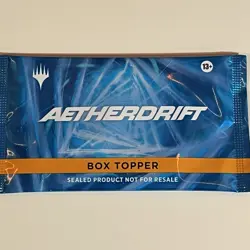 13+
AETHERDRIFT
BOX TOPPER
SEALED PRODUCT NOT FOR RESALE